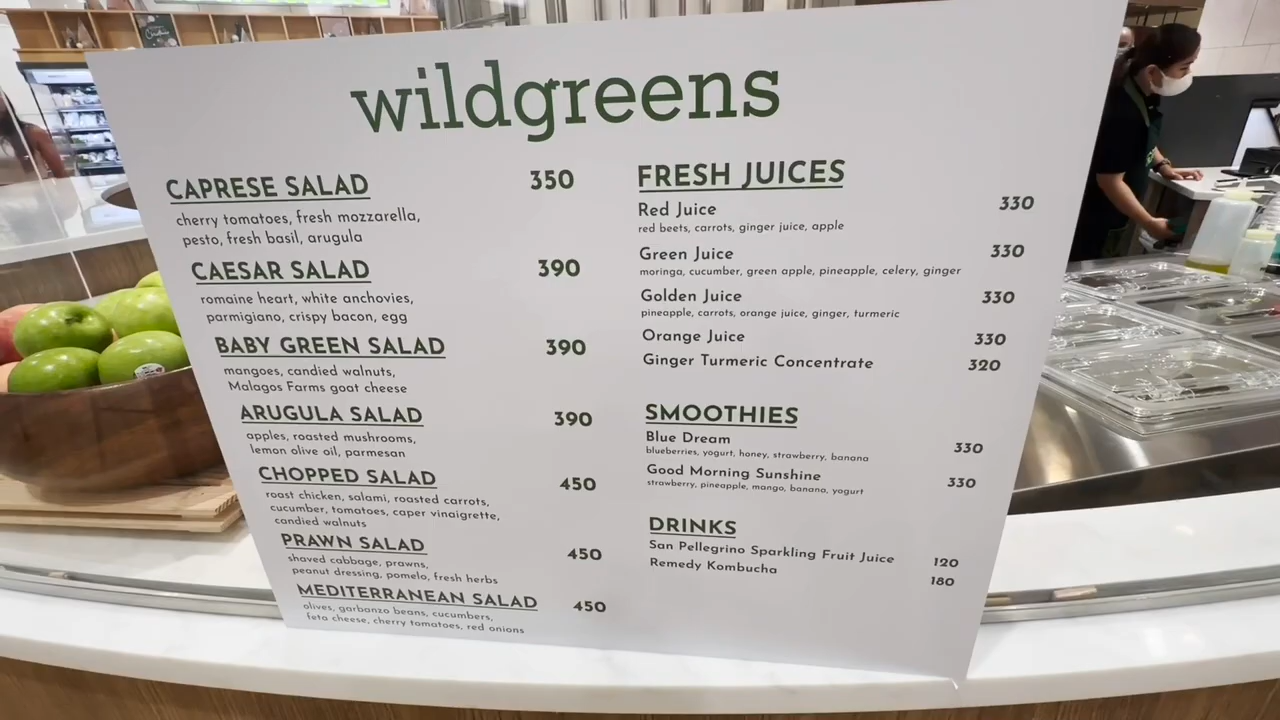 wildgreens
CAPRESE SALAD 350
cherry tomatoes, fresh mozzarella,
pesto, fresh basil, arugula
CAESAR SALAD 390
romaine heart, white anchovies,
parmigiano, crispy bacon, egg
BABY GREEN SALAD 390
mangoes, candied walnuts,
Malagos Farms goat cheese
ARUGULA SALAD 390
apples, roasted mushrooms,
lemon olive oil, parmesan
CHOPPED SALAD 450
roast chicken, salami, roasted carrots,
cucumber, tomatoes, caper vinaigrette,
candied walnuts
PRAWN SALAD 450
shaved cabbage, prawns,
peanut dressing, pomelo, fresh herbs
MEDITERRANEAN SALAD 450
olives, garbanzo beans, cucumbers,
feta cheese, cherry tomatoes, red onions
FRESH JUICES
Red Juice 330
red beets, carrots, ginger juice, apple
Green Juice 330
moringa, cucumber, green apple, pineapple, celery, ginger
Golden Juice 330
pineapple, carrots, orange juice, ginger, turmeric
Orange Juice 330
Ginger Turmeric Concentrate 320
SMOOTHIES
Blue Dream 330
blueberries, yogurt, honey, strawberry, banana
Good Morning Sunshine 330
strawberry, pineapple, mango, banana, yogurt
DRINKS
San Pellegrino Sparkling Fruit Juice 120
Remedy Kombucha 180